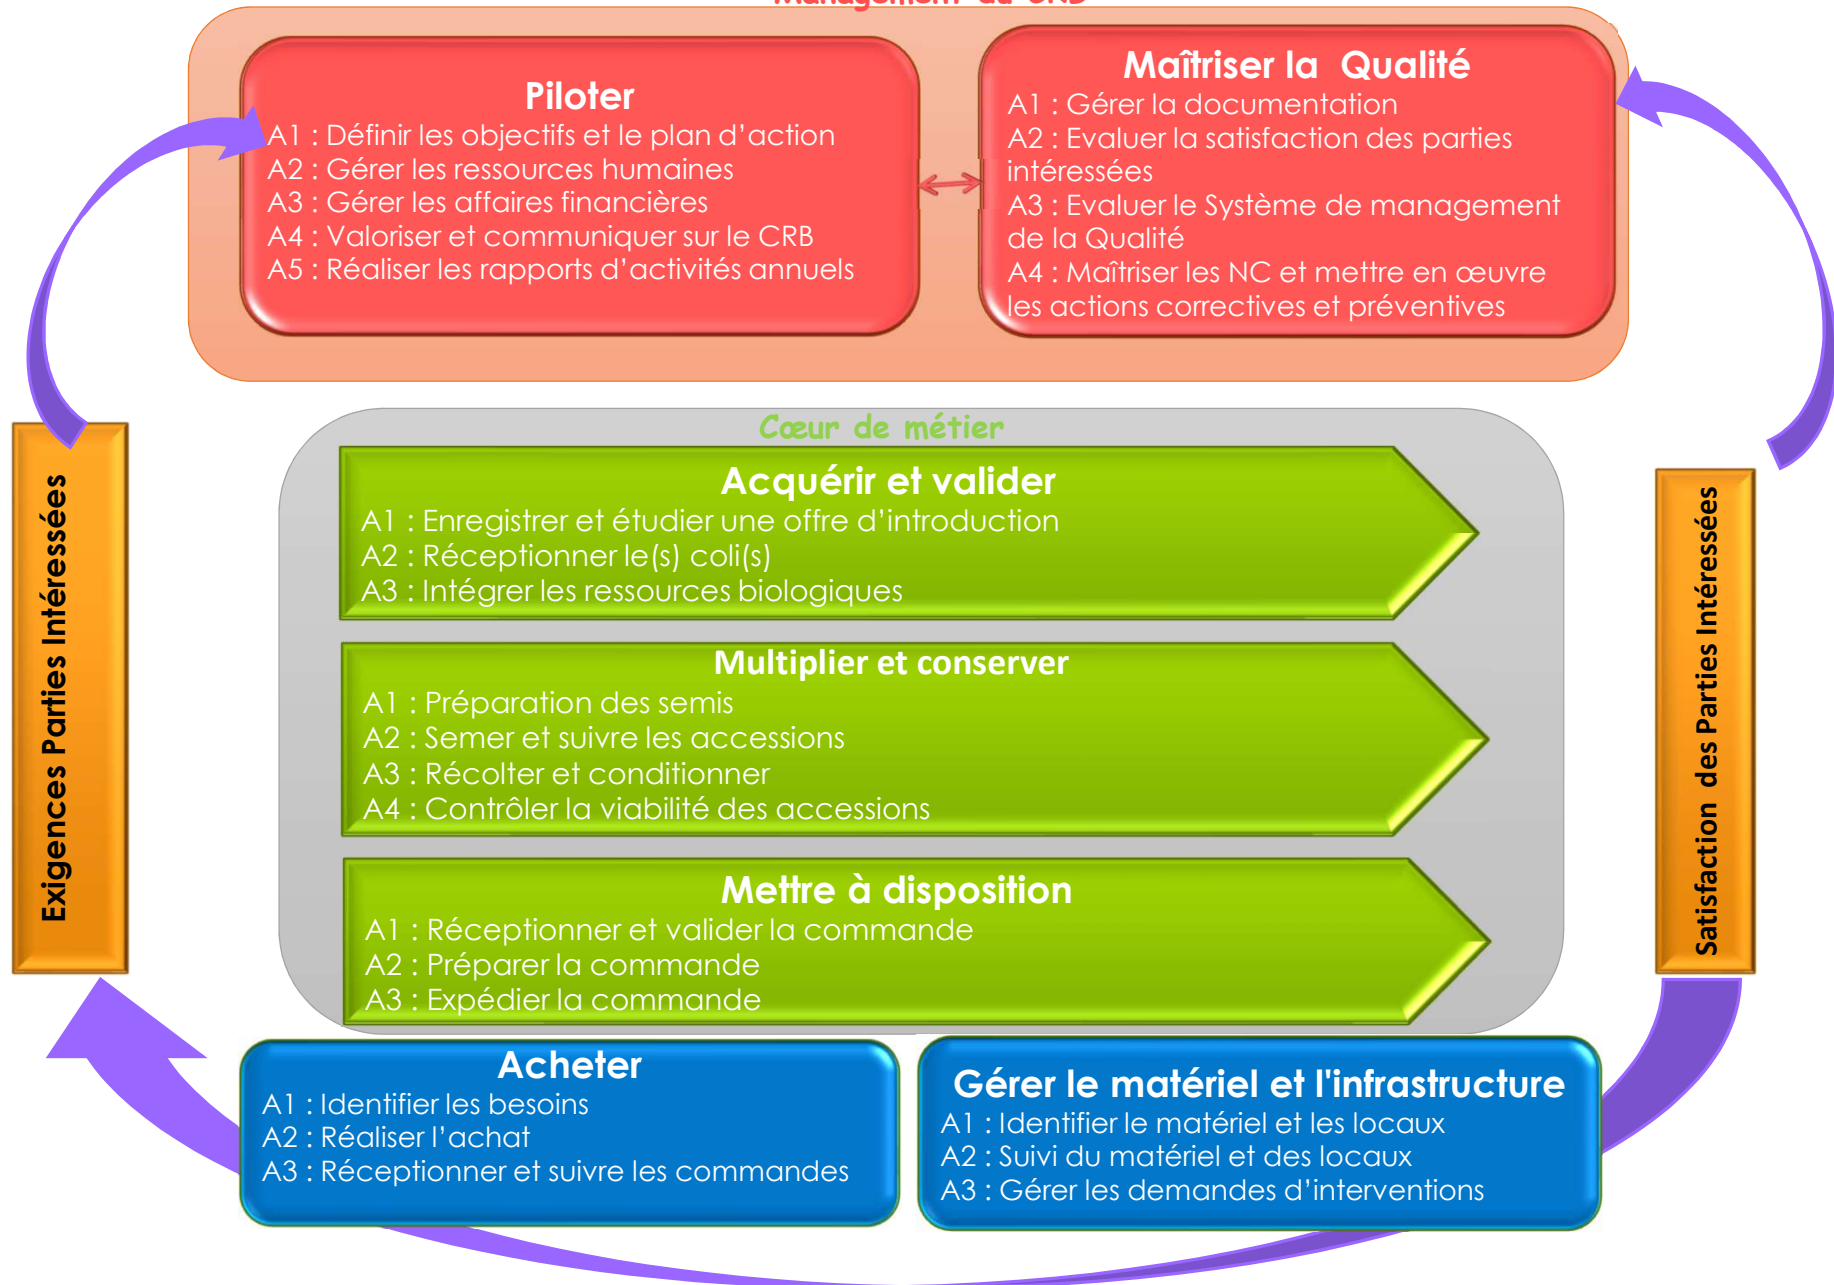 Piloter
A1 : Définir les objectifs et le plan d’action
A2 : Gérer les ressources humaines
A3 : Gérer les affaires financières
A4 : Valoriser et communiquer sur le CRB
A5 : Réaliser les rapports d’activités annuels
Maîtriser la Qualité
A1 : Gérer la documentation
A2 : Evaluer la satisfaction des parties
intéressées
A3 : Evaluer le Système de management
de la Qualité
A4 : Maîtriser les NC et mettre en œuvre
les actions correctives et préventives
Exigences Parties Intéressées
Cœur de métier
Acquérir et valider
A1 : Enregistrer et étudier une offre d’introduction
A2 : Réceptionner le(s) coli(s)
A3 : Intégrer les ressources biologiques
Multiplier et conserver
A1 : Préparation des semis
A2 : Semer et suivre les accessions
A3 : Récolter et conditionner
A4 : Contrôler la viabilité des accessions
Mettre à disposition
A1 : Réceptionner et valider la commande
A2 : Préparer la commande
A3 : Expédier la commande
Satisfaction des Parties Intéressées
Acheter
A1 : Identifier les besoins
A2 : Réaliser l’achat
A3 : Réceptionner et suivre les commandes
Gérer le matériel et l'infrastructure
A1 : Identifier le matériel et les locaux
A2 : Suivi du matériel et des locaux
A3 : Gérer les demandes d’interventions